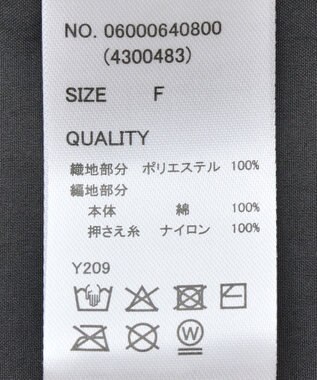 NO. 06000640800
(4300483)
SIZE F
QUALITY
織地部分 ポリエステル 100%
編地部分
本体 綿 100%
押さえ糸 ナイロン 100%
Y209
W